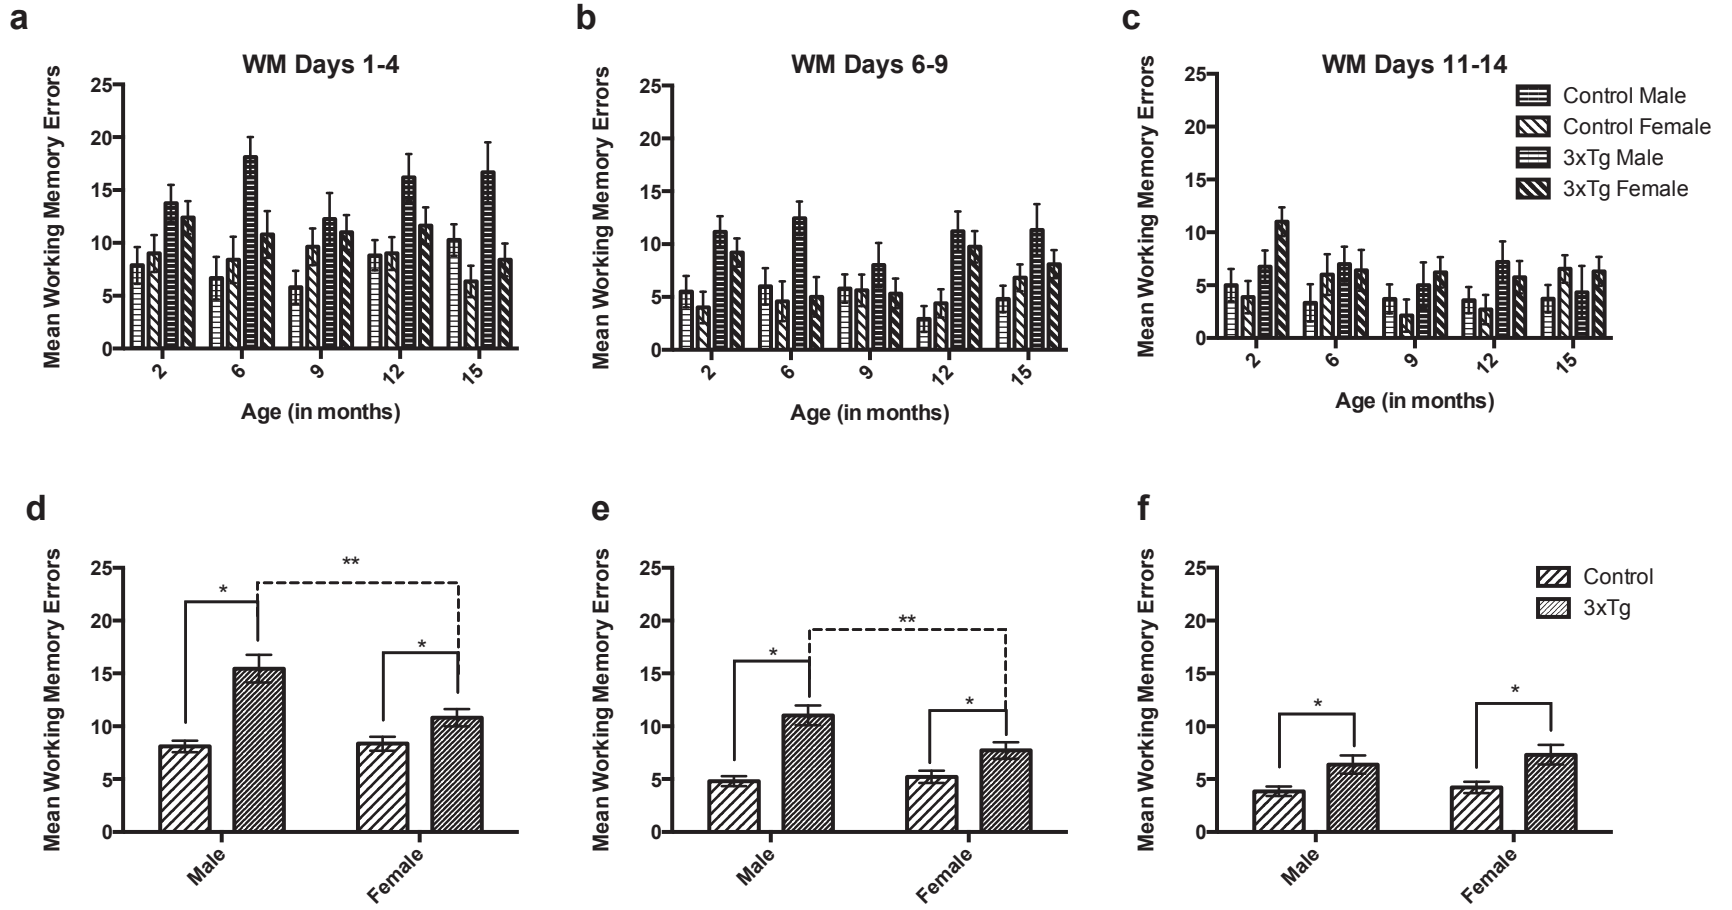 a
WM Days 1-4
Mean Working Memory Errors
25
20
15
10
5
0
2
6
9
12
15
Age (in months)
b
WM Days 6-9
Mean Working Memory Errors
25
20
15
10
5
0
2
6
9
12
15
Age (in months)
c
WM Days 11-14
Mean Working Memory Errors
25
20
15
10
5
0
2
6
9
12
15
Age (in months)
Control Male
Control Female
3xTg Male
3xTg Female
d
Mean Working Memory Errors
25
20
15
10
5
0
*
**
*
Male
Female
e
Mean Working Memory Errors
25
20
15
10
5
0
*
**
*
Male
Female
f
Mean Working Memory Errors
25
20
15
10
5
0
*
*
Male
Female
Control
3xTg